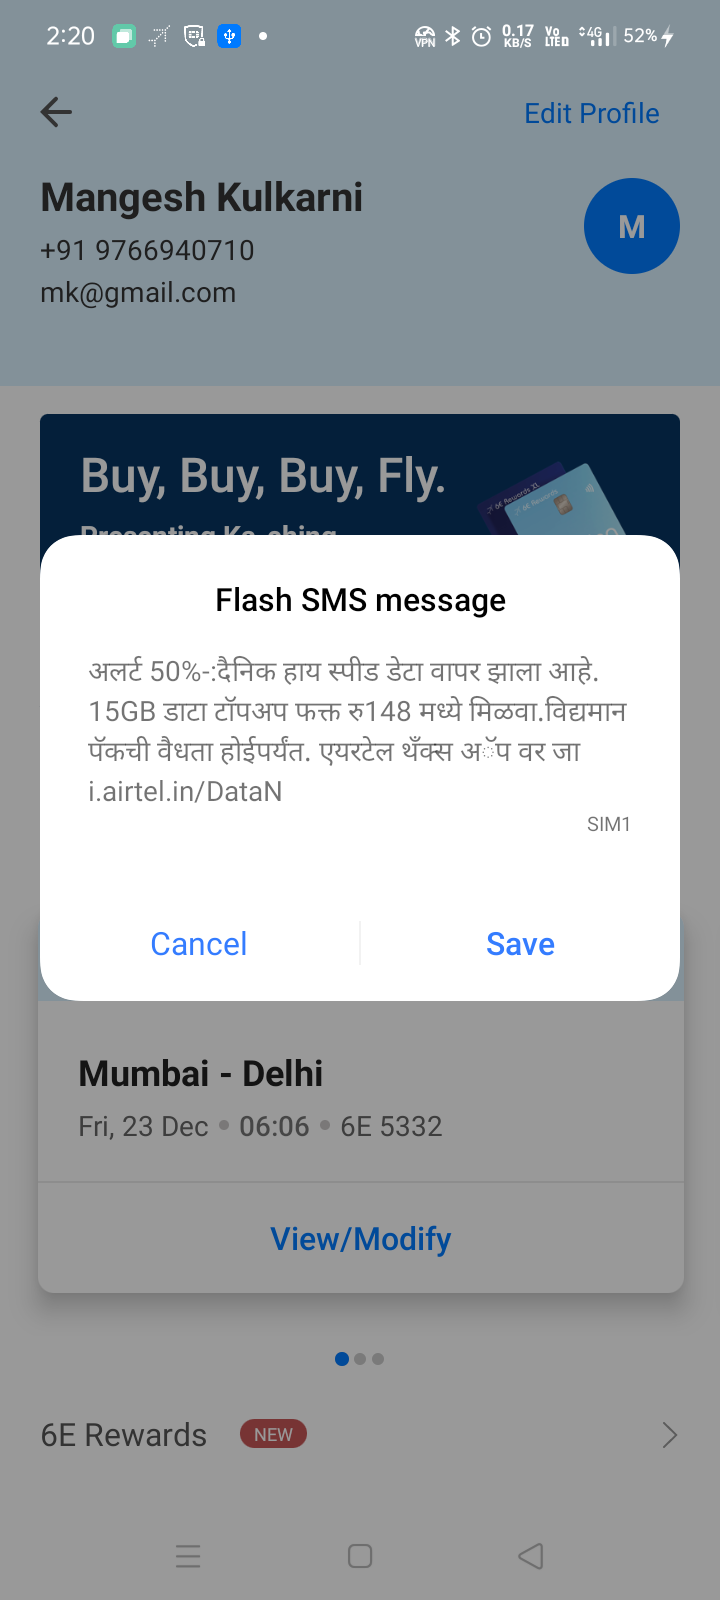 2:20
VPN
0.17
KB/S
Vo
LTE
4G
52%
Edit Profile
Mangesh Kulkarni
M
+91 9766940710
mk@gmail.com
Buy, Buy, Buy, Fly.
6E Rewards XL
6E Rewards
Presenting Ka-ching
Flash SMS message
अलर्ट 50%-:दैनिक हाय स्पीड डेटा वापर झाला आहे.
15GB डाटा टॉपअप फक्त रु148 मध्ये मिळवा.विद्यमान
पॅकची वैधता होईपर्यंत. एयरटेल थँक्स अॅप वर जा
i.airtel.in/DataN
SIM1
Cancel
Save
Mumbai - Delhi
Fri, 23 Dec • 06:06 • 6E 5332
View/Modify
6E Rewards
NEW